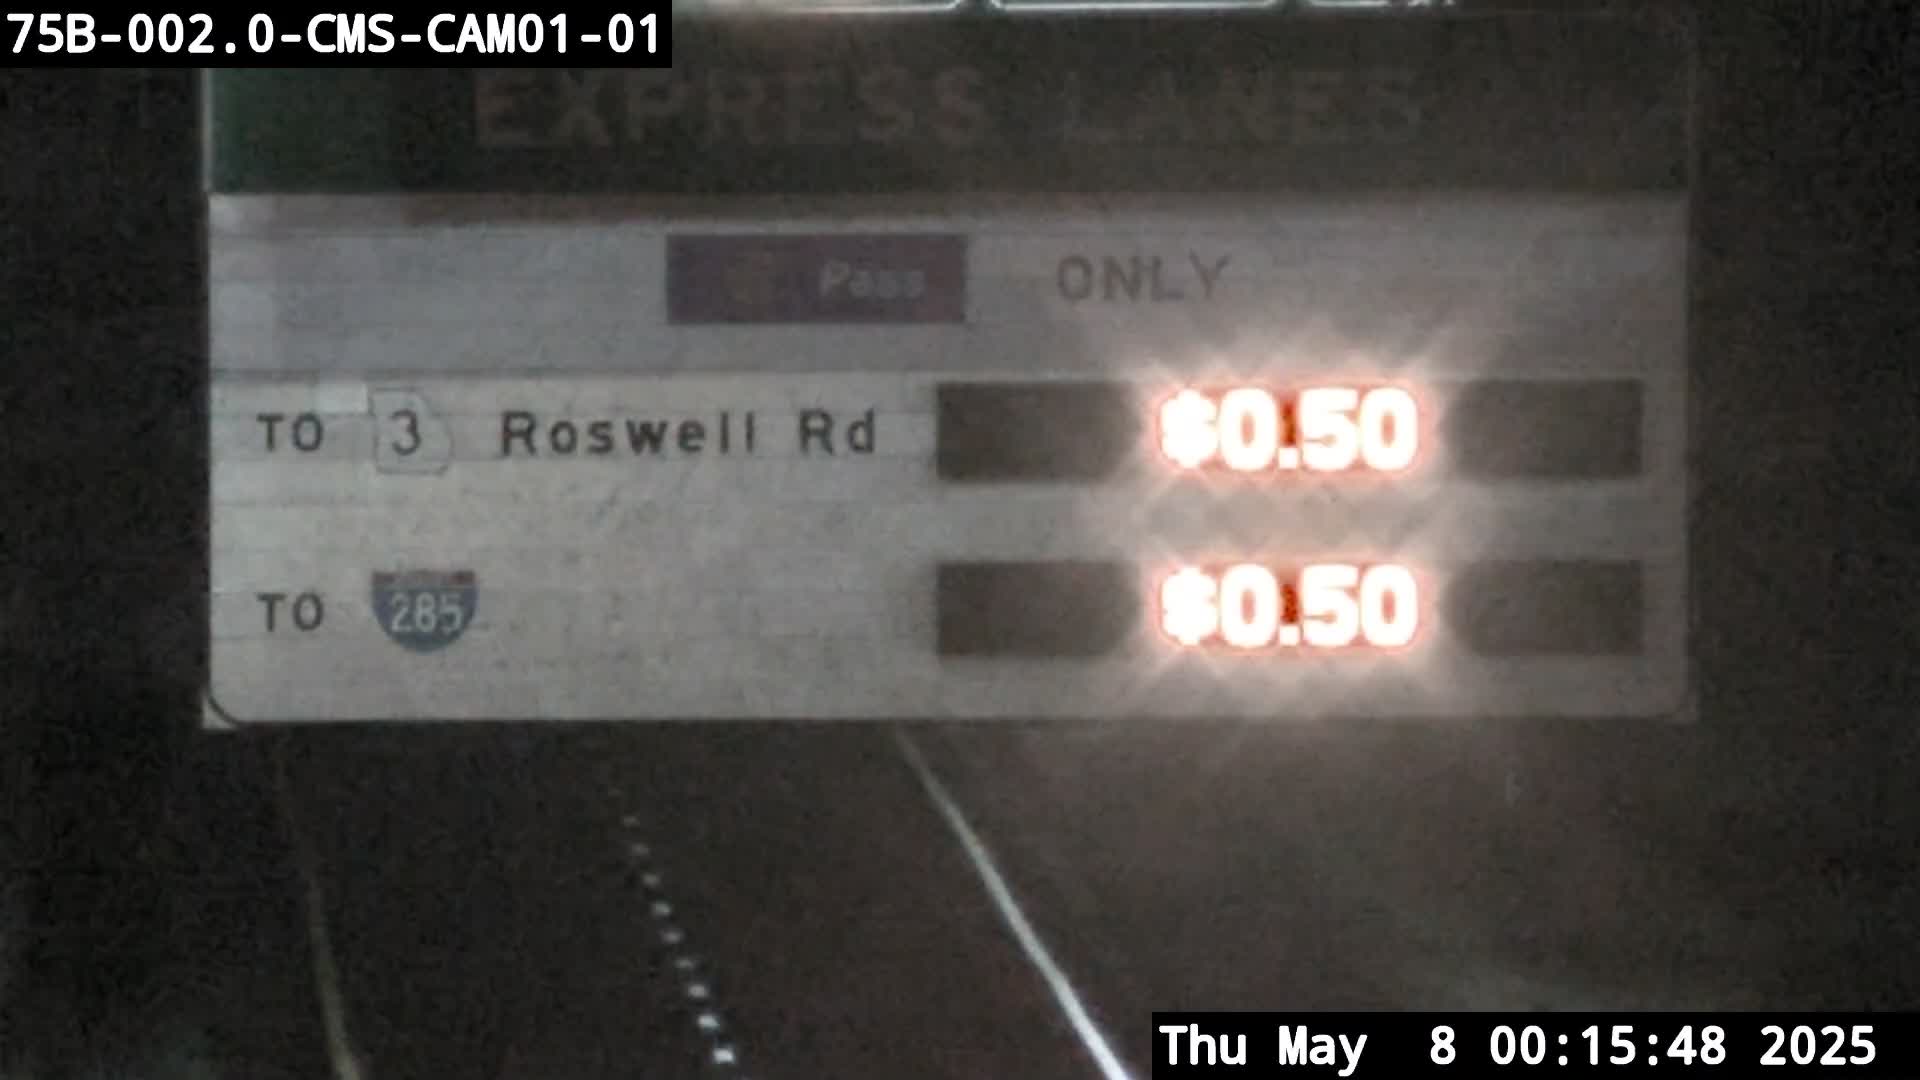 75B-002.0-CMS-CAM01-01
EXPRESS LANES
Pass ONLY
TO 3 Roswell Rd $0.50
TO 285 $0.50
Thu May 8 00:15:48 2025